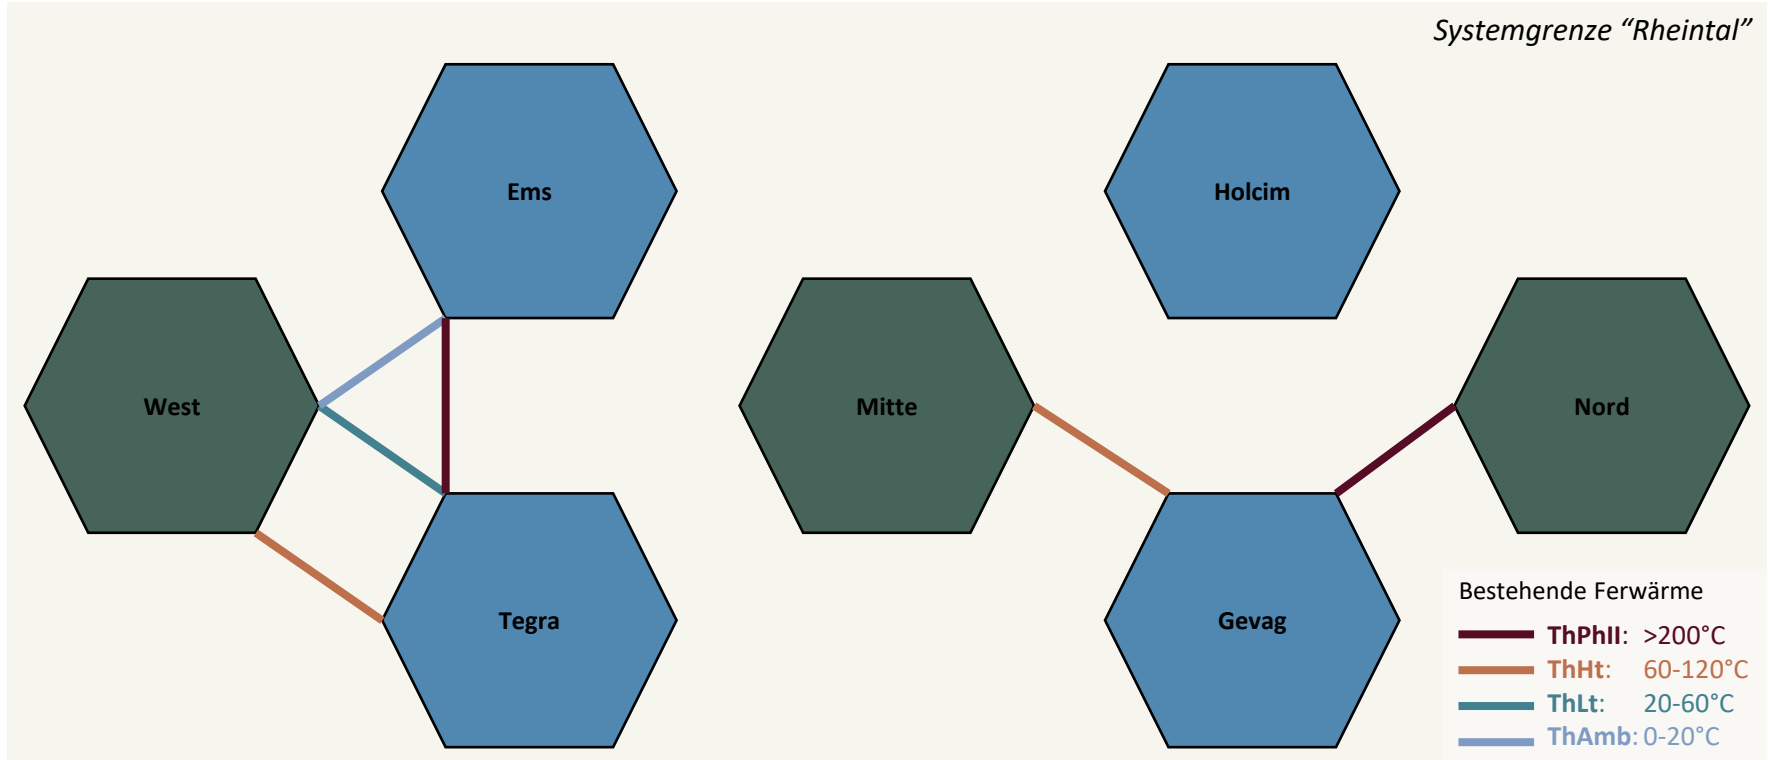 Systemgrenze “Rheintal”
Ems
Holcim
West
Mitte
Nord
Tegra
Gevag
Bestehende Ferwärme
ThPhII: >200°C
ThHt: 60-120°C
ThLt: 20-60°C
ThAmb: 0-20°C